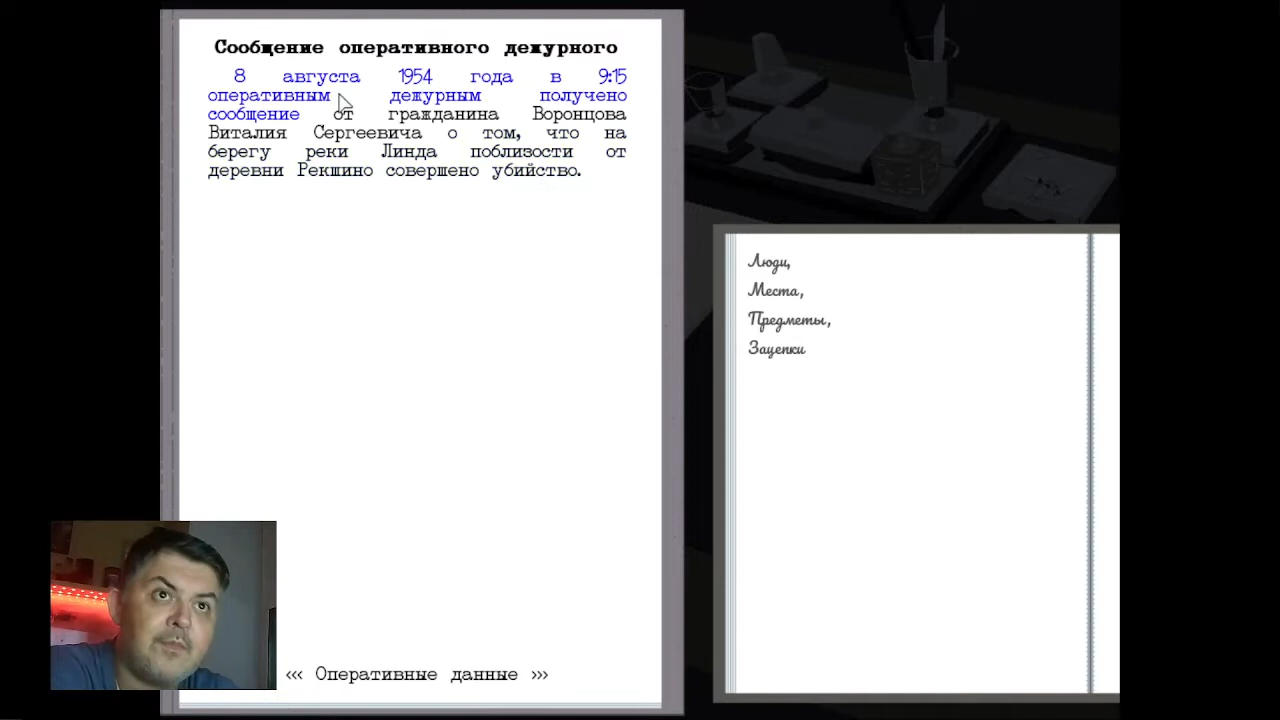 Сообщение оперативного дежурного
8 августа 1954 года в 9:15
оперативным дежурным получено
сообщение от гражданина Воронцова
Виталия Сергеевича о том, что на
берегу реки Линда поблизости от
деревни Рекшино совершено убийство.
Люди,
Места,
Предметы,
Зацепки
‹‹‹ Оперативные данные ›››